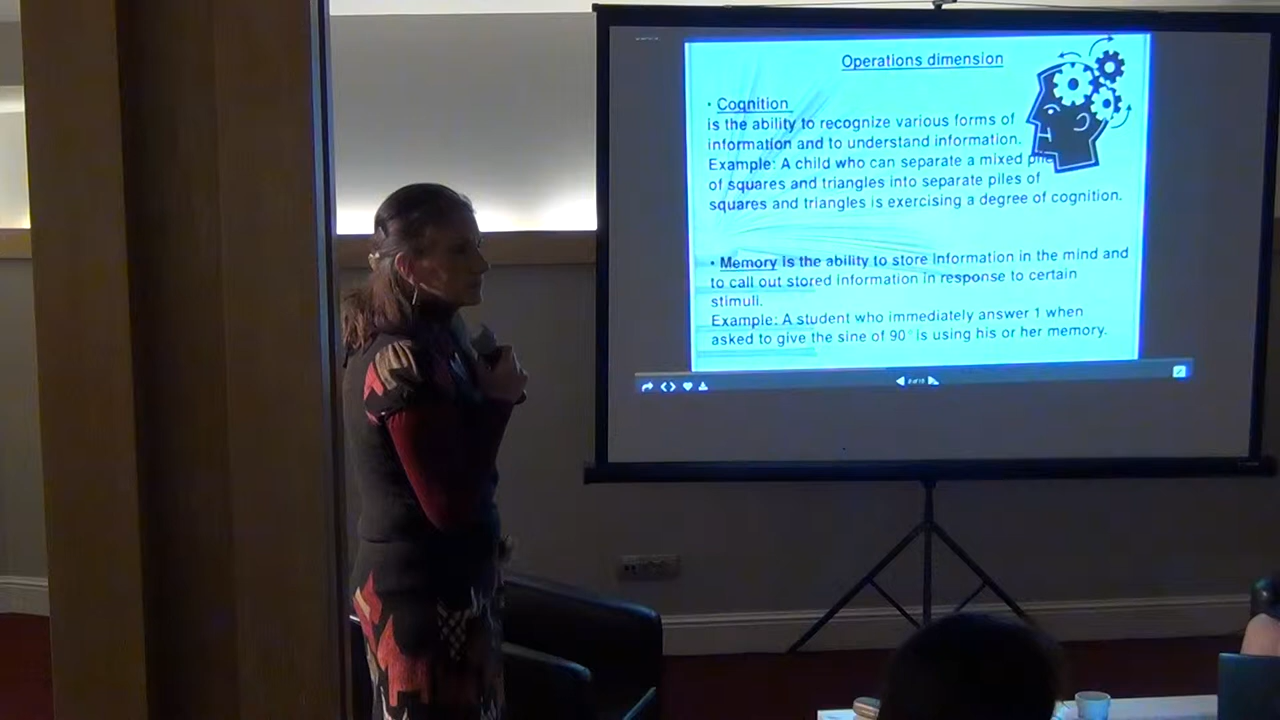 Operations dimension
• Cognition
is the ability to recognize various forms of
information and to understand information.
Example: A child who can separate a mixed pile
of squares and triangles into separate piles of
squares and triangles is exercising a degree of cognition.
• Memory is the ability to store Information in the mind and
to call out stored information in response to certain
stimuli.
Example: A student who immediately answer 1 when
asked to give the sine of 90° is using his or her memory.